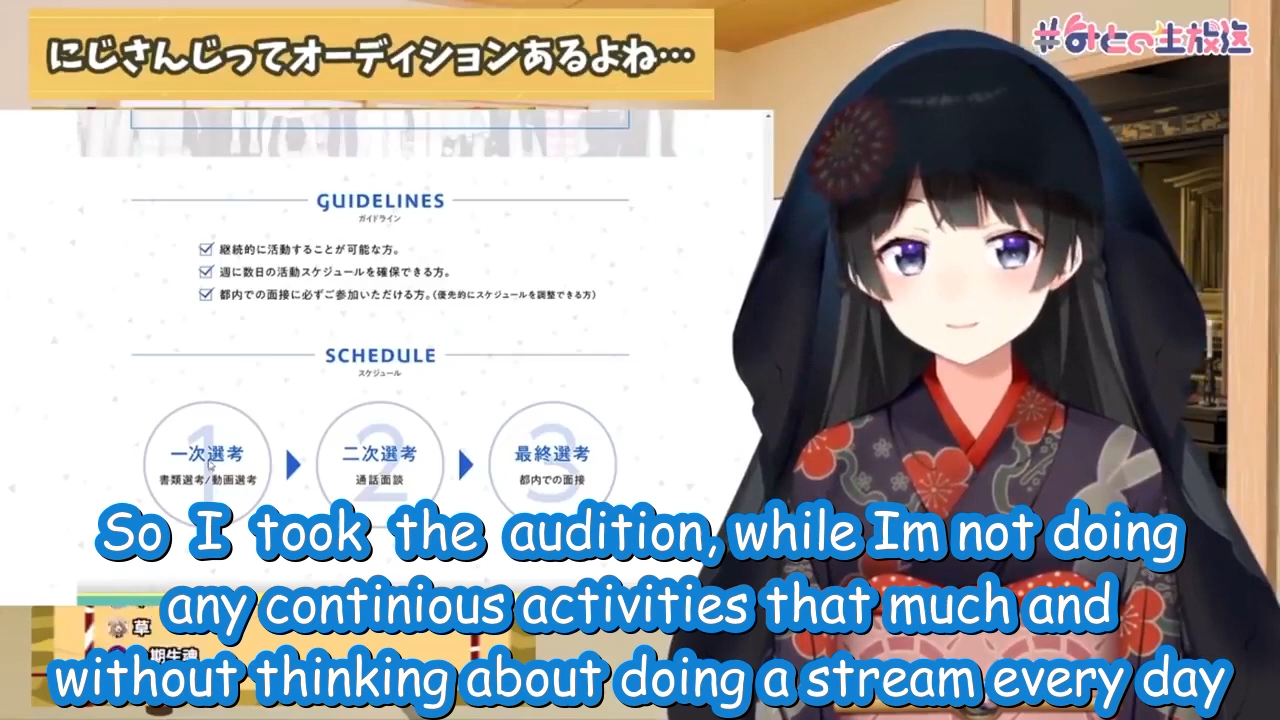 にじさんじってオーディションあるよね…
#みとの生放送
GUIDELINES
ガイドライン
継続的に活動することが可能な方。
週に数日の活動スケジュールを確保できる方。
都内での面接に必ずご参加いただける方。(優先的にスケジュールを調整できる方)
SCHEDULE
スケジュール
1
一次選考
書類選考/動画選考
2
二次選考
通話面談
3
最終選考
都内での面接
So I took the audition, while Im not doing
any continious activities that much and
without thinking about doing a stream every day
草
期生魂